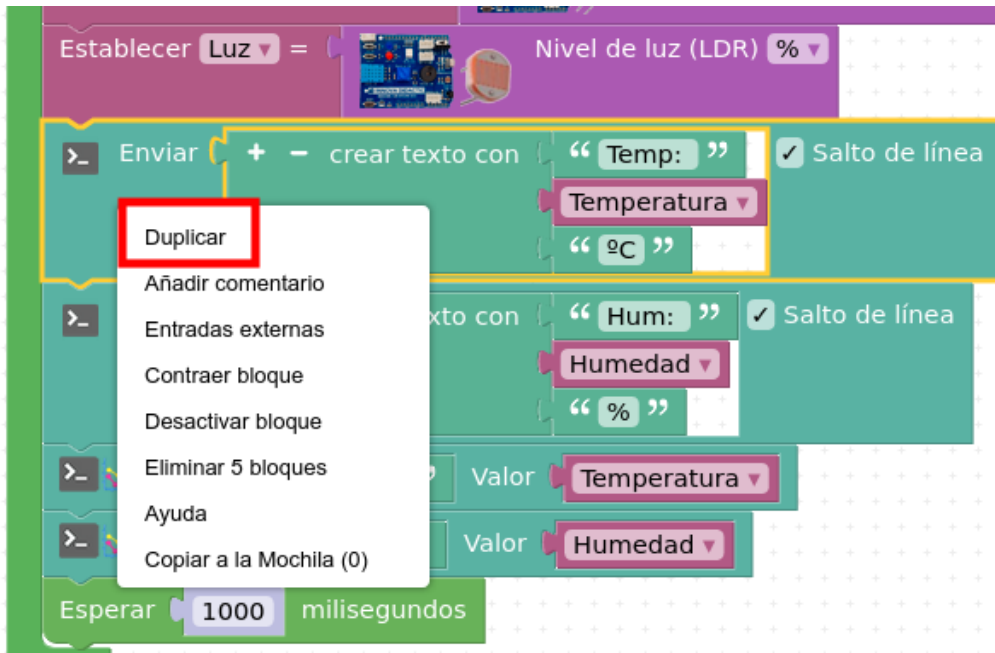 Establecer Luz ▾ = Nivel de luz (LDR) % ▾
>_ Enviar + − crear texto con “ Temp: ” ✓ Salto de línea
Temperatura ▾
“ ºC ”
Duplicar
Añadir comentario
Entradas externas
Contraer bloque
Desactivar bloque
Eliminar 5 bloques
Ayuda
Copiar a la Mochila (0)
>_ xto con “ Hum: ” ✓ Salto de línea
Humedad ▾
“ % ”
>_ ” Valor Temperatura ▾
>_ Valor Humedad ▾
Esperar 1000 milisegundos